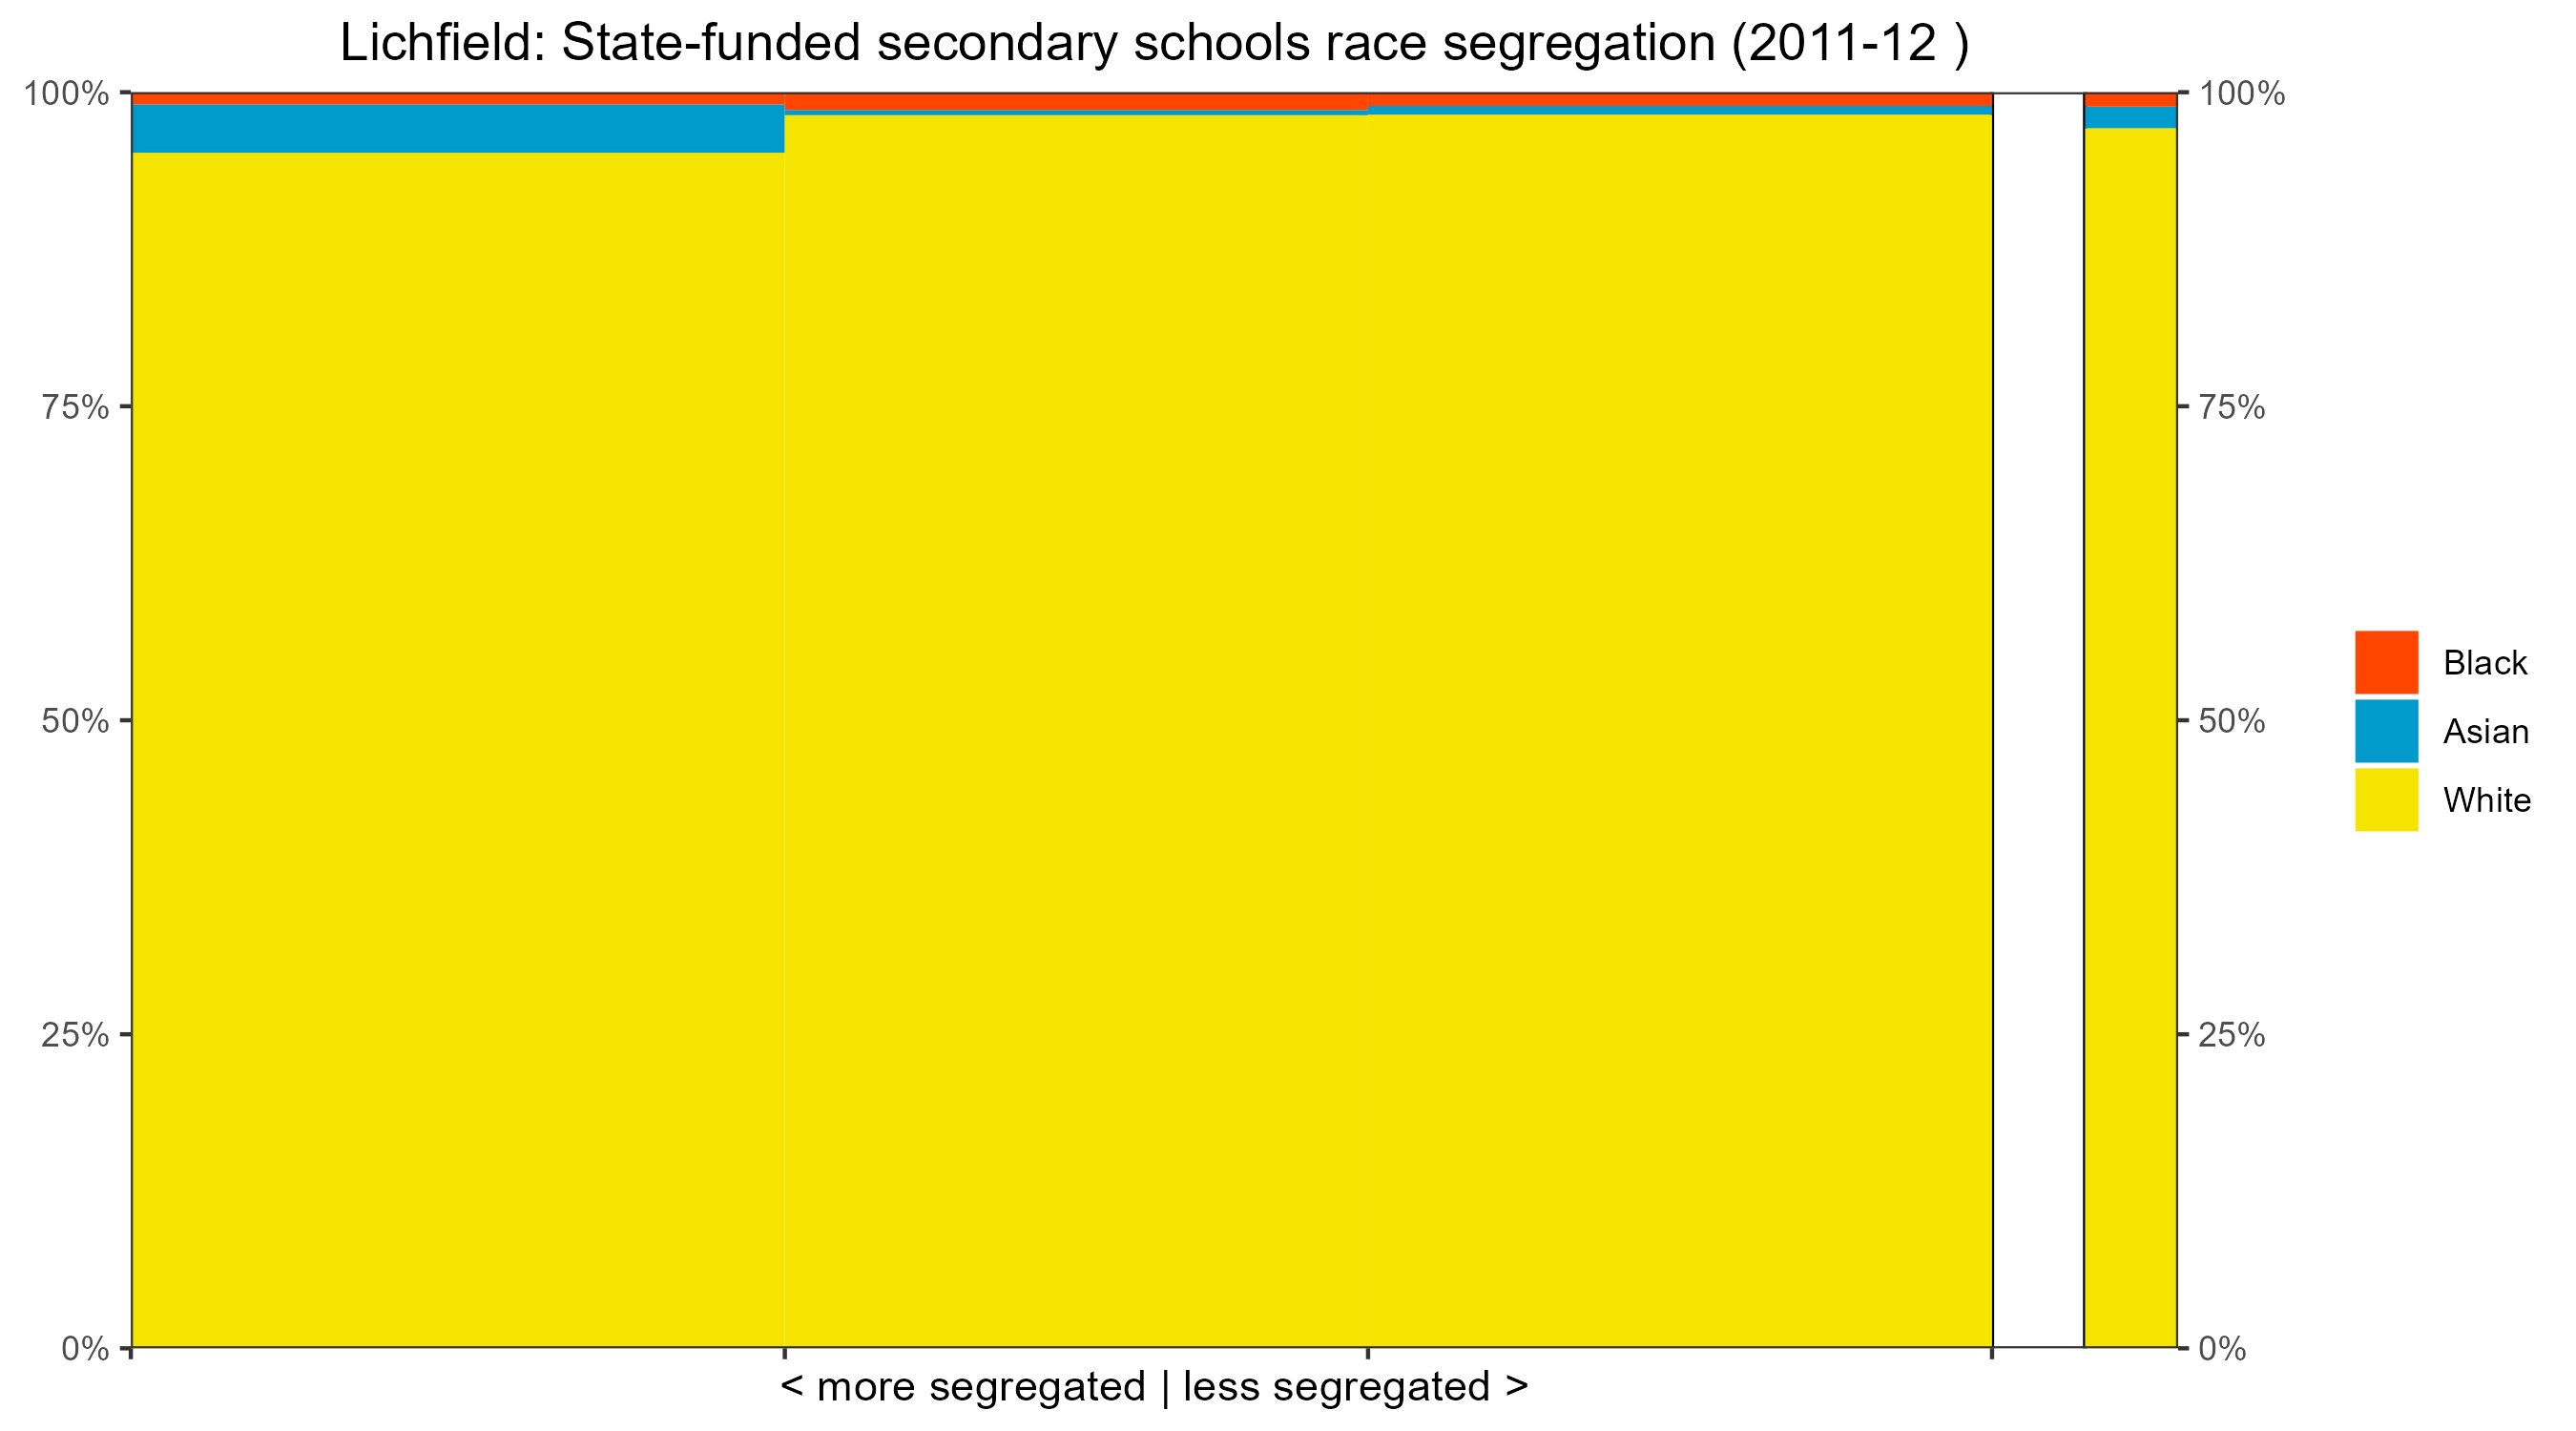 Lichfield: State-funded secondary schools race segregation (2011-12 )
100%
75%
50%
25%
0%
100%
75%
50%
25%
0%
Black
Asian
White
< more segregated | less segregated >